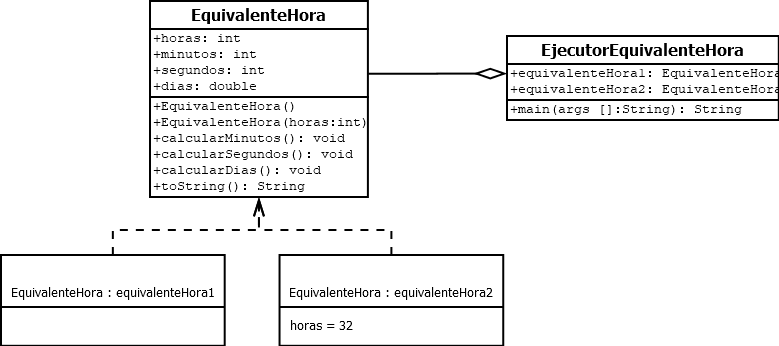 EquivalenteHora
+horas: int
+minutos: int
+segundos: int
+dias: double
+EquivalenteHora()
+EquivalenteHora(horas:int)
+calcularMinutos(): void
+calcularSegundos(): void
+calcularDias(): void
+toString(): String
EjecutorEquivalenteHora
+equivalenteHora1: EquivalenteHora
+equivalenteHora2: EquivalenteHora
+main(args []:String): String
EquivalenteHora : equivalenteHora1
EquivalenteHora : equivalenteHora2
horas = 32